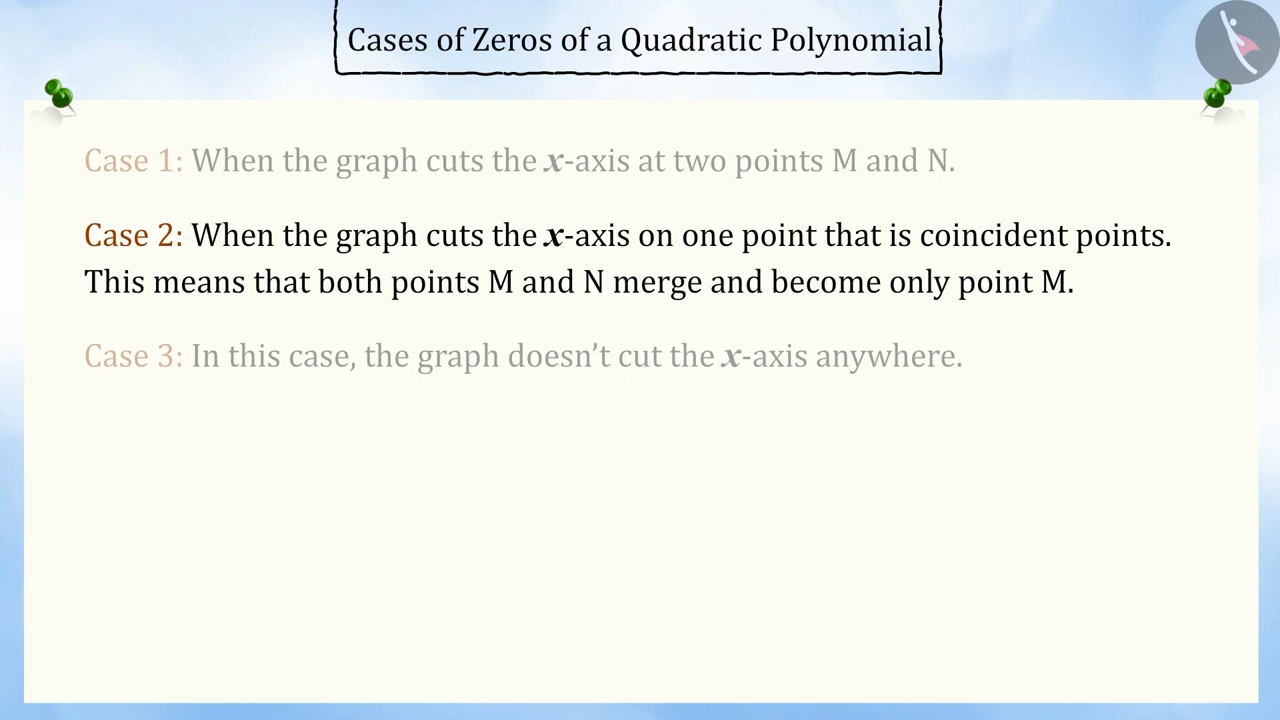 Cases of Zeros of a Quadratic Polynomial
Case 1: When the graph cuts the x-axis at two points M and N.
Case 2: When the graph cuts the x-axis on one point that is coincident points.
This means that both points M and N merge and become only point M.
Case 3: In this case, the graph doesn’t cut the x-axis anywhere.